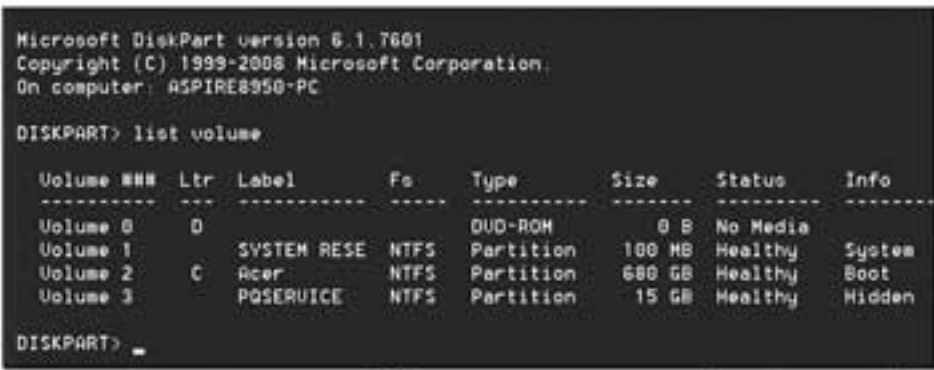 Microsoft DiskPart version 6.1.7601
Copyright (C) 1999-2008 Microsoft Corporation.
On computer: ASPIRE8950-PC
DISKPART> list volume
Volume ### Ltr Label Fs Type Size Status Info
---------- --- ----------- ----- ---------- ------- --------- --------
Volume 0 D DVD-ROM 0 B No Media
Volume 1 SYSTEM RESE NTFS Partition 100 MB Healthy System
Volume 2 C Acer NTFS Partition 680 GB Healthy Boot
Volume 3 PQSERVICE NTFS Partition 15 GB Healthy Hidden
DISKPART> _